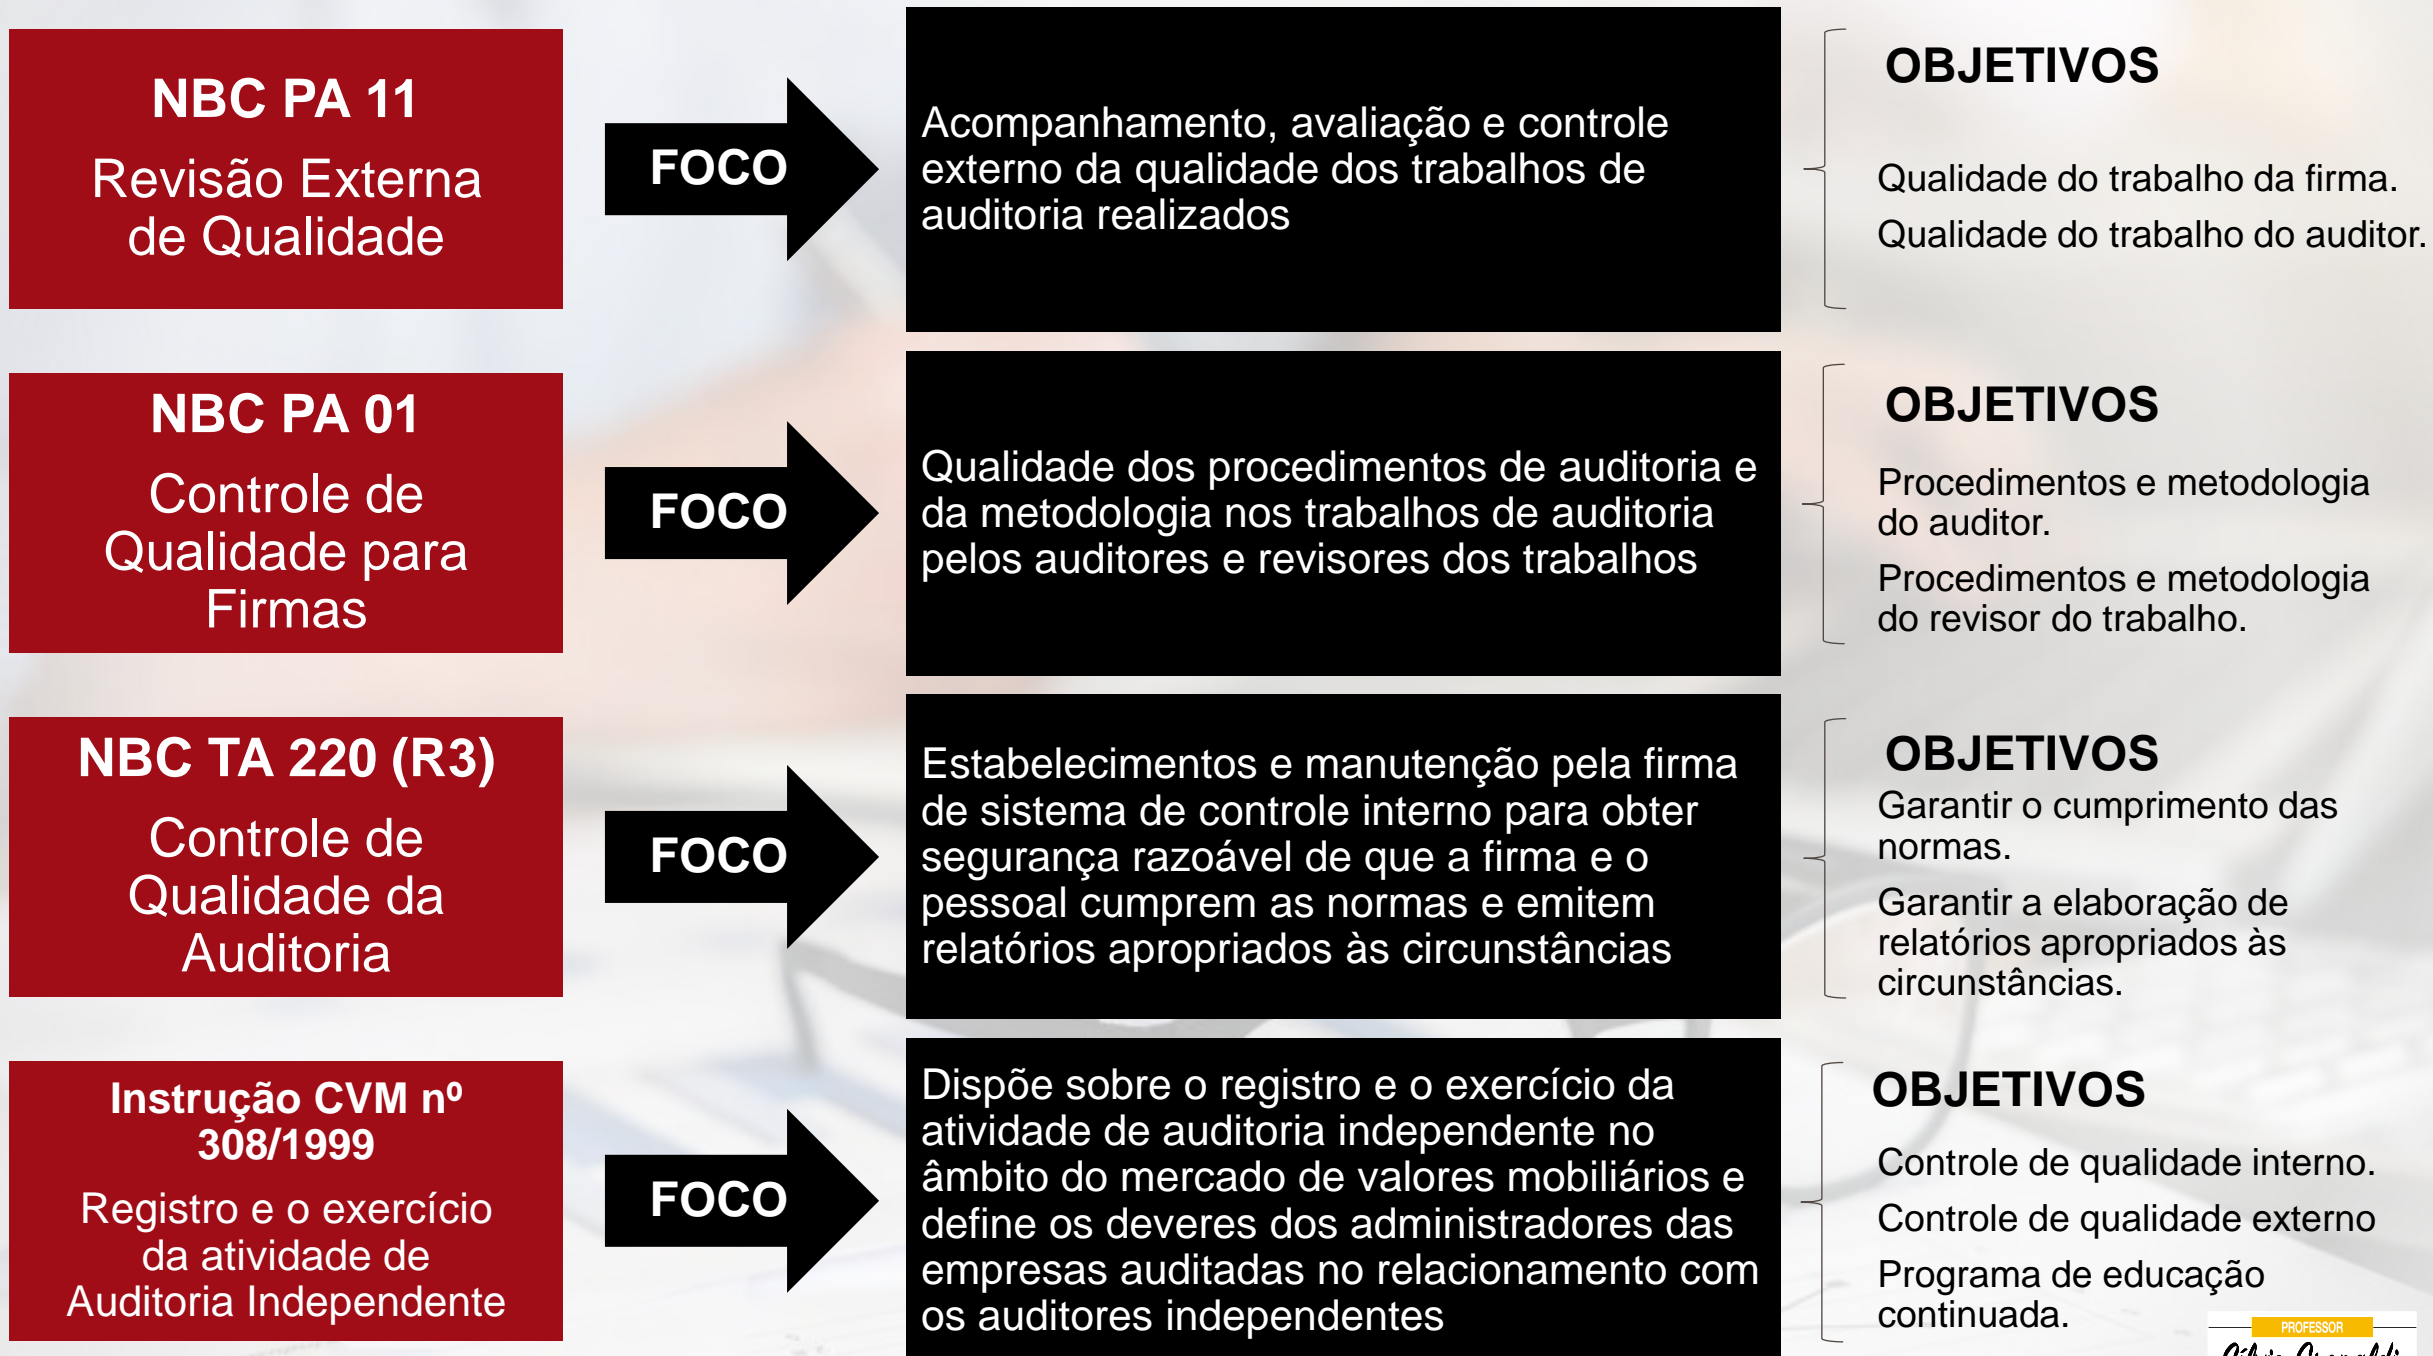 NBC PA 11
Revisão Externa
de Qualidade
FOCO
Acompanhamento, avaliação e controle
externo da qualidade dos trabalhos de
auditoria realizados
OBJETIVOS
Qualidade do trabalho da firma.
Qualidade do trabalho do auditor.
NBC PA 01
Controle de
Qualidade para
Firmas
FOCO
Qualidade dos procedimentos de auditoria e
da metodologia nos trabalhos de auditoria
pelos auditores e revisores dos trabalhos
OBJETIVOS
Procedimentos e metodologia
do auditor.
Procedimentos e metodologia
do revisor do trabalho.
NBC TA 220 (R3)
Controle de
Qualidade da
Auditoria
FOCO
Estabelecimentos e manutenção pela firma
de sistema de controle interno para obter
segurança razoável de que a firma e o
pessoal cumprem as normas e emitem
relatórios apropriados às circunstâncias
OBJETIVOS
Garantir o cumprimento das
normas.
Garantir a elaboração de
relatórios apropriados às
circunstâncias.
Instrução CVM nº
308/1999
Registro e o exercício
da atividade de
Auditoria Independente
FOCO
Dispõe sobre o registro e o exercício da
atividade de auditoria independente no
âmbito do mercado de valores mobiliários e
define os deveres dos administradores das
empresas auditadas no relacionamento com
os auditores independentes
OBJETIVOS
Controle de qualidade interno.
Controle de qualidade externo
Programa de educação
continuada.
PROFESSOR